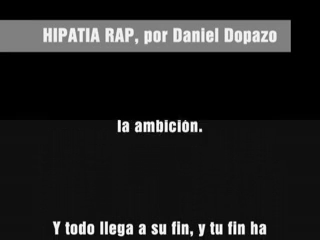 HIPATIA RAP, por Daniel Dopazo
la ambición.
Y todo llega a su fin, y tu fin ha